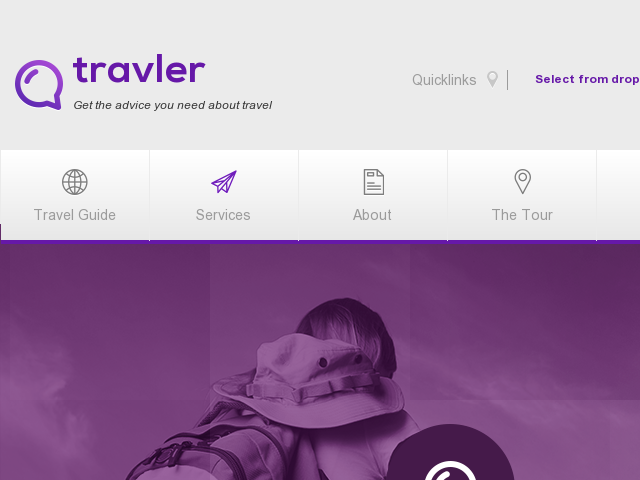 travler
Get the advice you need about travel
Quicklinks
Select from drop
Travel Guide
Services
About
The Tour